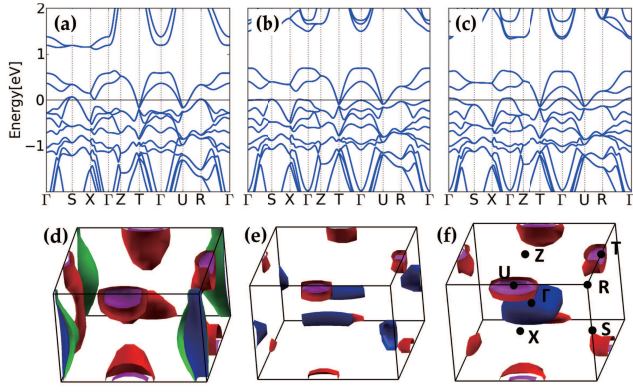 (a) (b) (c)
2
1
0
−1
Energy[eV]
Γ S X Γ Z T Γ U R Γ
Γ S X Γ Z T Γ U R Γ
Γ S X Γ Z T Γ U R Γ
(d) (e) (f)
Z
T
U
R
Γ
X
S